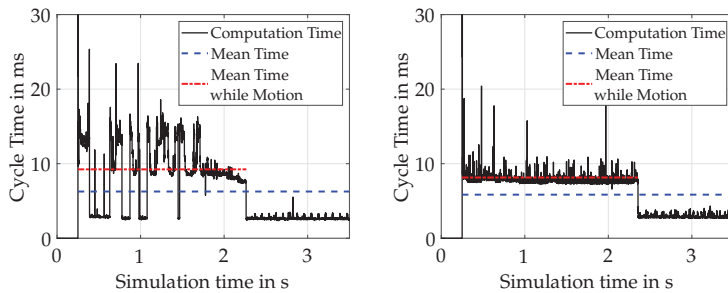 30
20
10
0
Cycle Time in ms
Computation Time
Mean Time
Mean Time
while Motion
0
1
2
3
Simulation time in s
30
20
10
0
Cycle Time in ms
Computation Time
Mean Time
Mean Time
while Motion
0
1
2
3
Simulation time in s